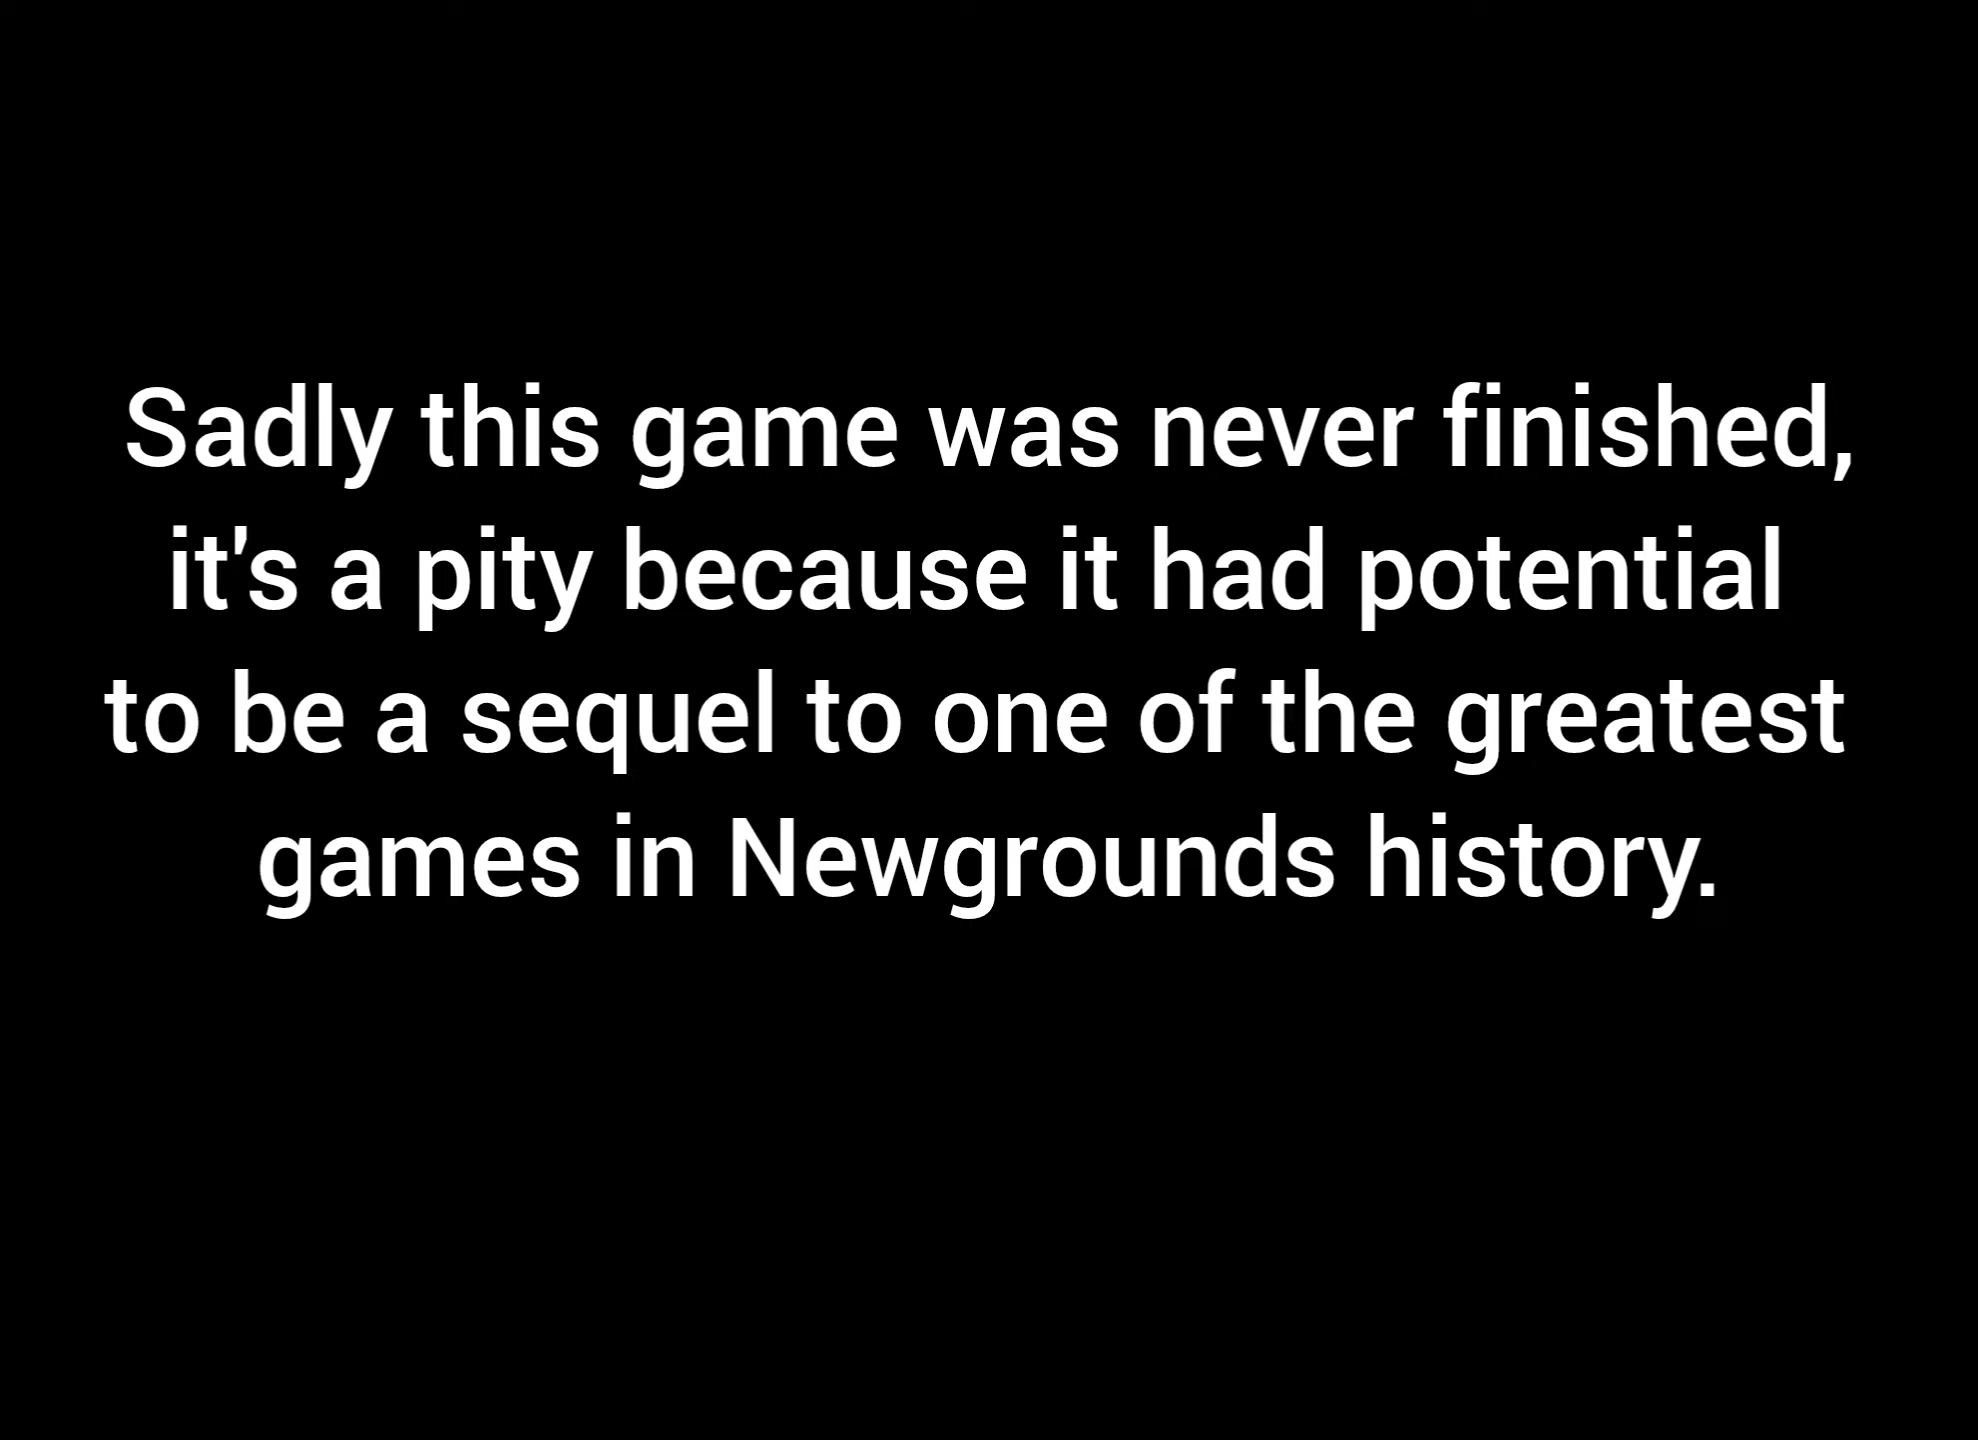 Sadly this game was never finished,
it's a pity because it had potential
to be a sequel to one of the greatest
games in Newgrounds history.